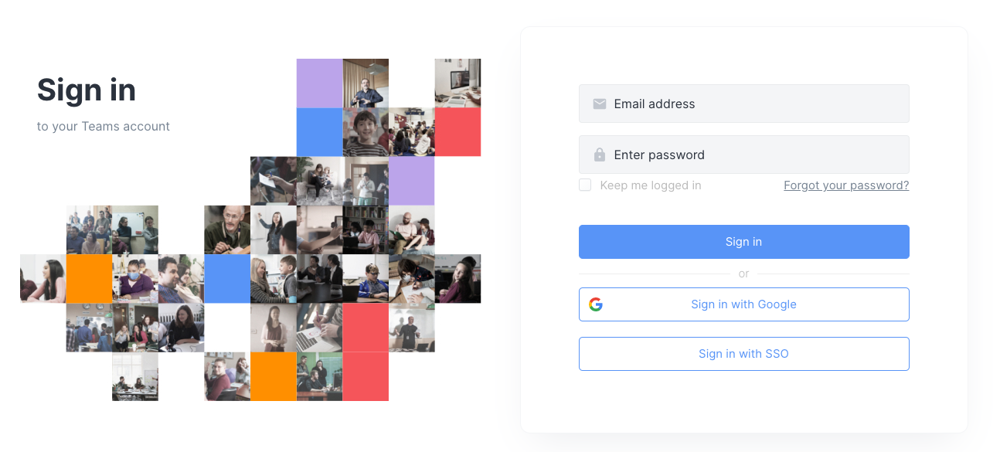 Sign in
to your Teams account
Email address
Enter password
Keep me logged in
Forgot your password?
Sign in
or
Sign in with Google
Sign in with SSO